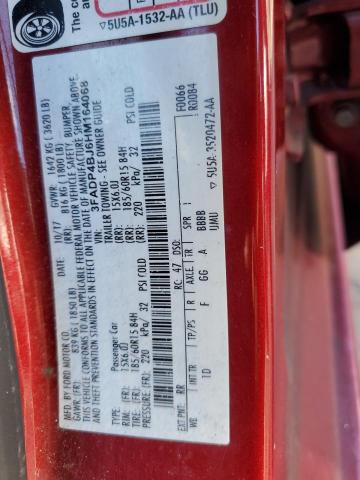 The co
▽5U5A-1532-AA (TLU)
MFD. BY FORD MOTOR CO.
10/17 GVWR: 1642 KG ( 3620 LB)
GAWR: (FR): 839 KG (1850 LB) (RR): 816 KG (1800 LB)
THIS VEHICLE CONFORMS TO ALL APPLICABLE FEDERAL MOTOR VEHICLE SAFETY, BUMPER,
AND THEFT PREVENTION STANDARDS IN EFFECT ON THE DATE OF MANUFACTURE SHOWN ABOVE
VIN: 3FADP4BJ6HM164068
TYPE: Passenger Car TRAILER TOWING - SEE OWNER GUIDE
RIM: (FR): 15X6.0J (RR): 15X6.0J
TIRE: (FR): 185/60R15 84H (RR): 185/60R15 84H
PRESSURE: (FR): 220 kPa/ 32 PSI COLD (RR): 220 kPa/ 32 PSI COLD
F0066
R0084
EXT PNT: RR RC: 47 DSO:
INT TR TP/PS R AXLE TR SPR
1D F GG A BBBB
UMU
▽5U5A-3520472-AA